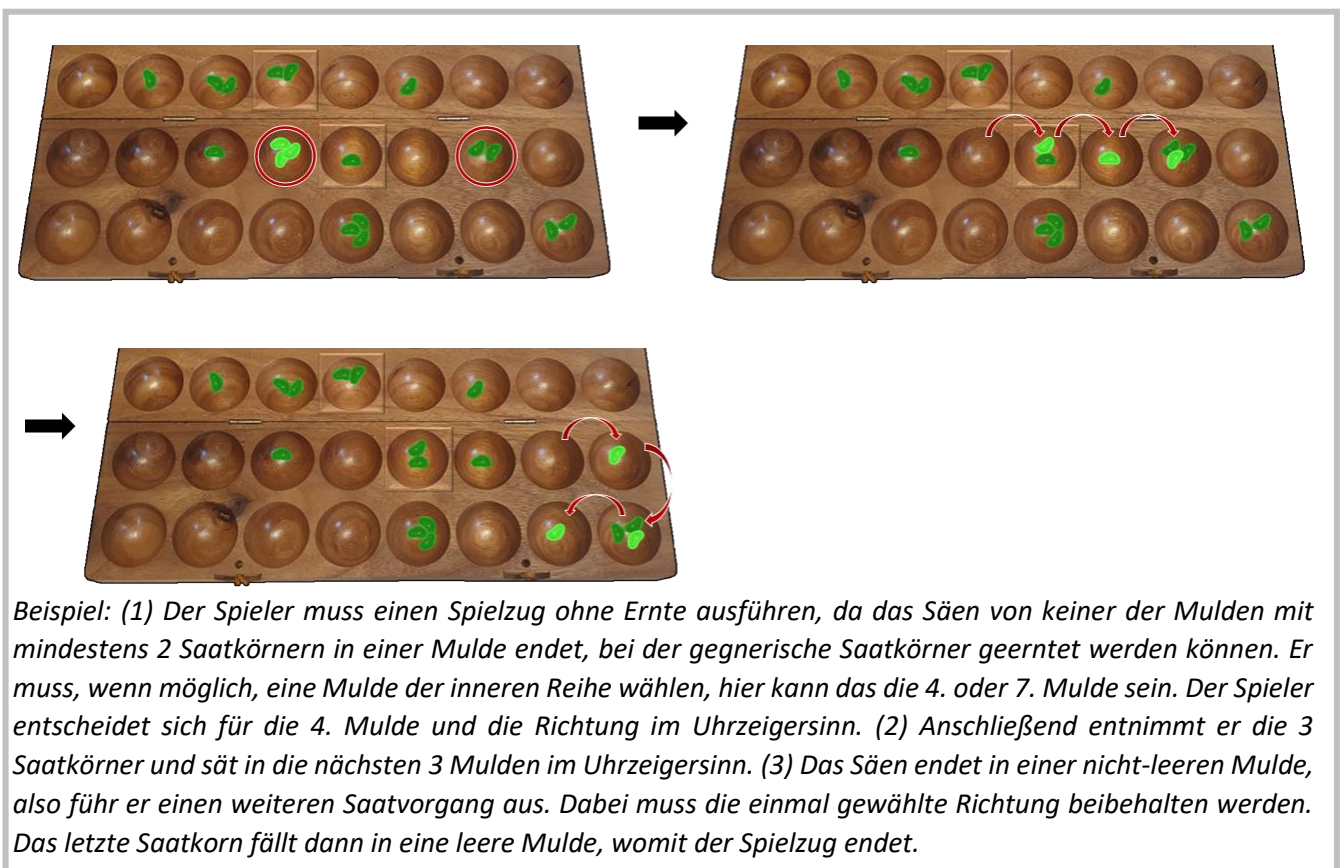 Beispiel: (1) Der Spieler muss einen Spielzug ohne Ernte ausführen, da das Säen von keiner der Mulden mit
mindestens 2 Saatkörnern in einer Mulde endet, bei der gegnerische Saatkörner geerntet werden können. Er
muss, wenn möglich, eine Mulde der inneren Reihe wählen, hier kann das die 4. oder 7. Mulde sein. Der Spieler
entscheidet sich für die 4. Mulde und die Richtung im Uhrzeigersinn. (2) Anschließend entnimmt er die 3
Saatkörner und sät in die nächsten 3 Mulden im Uhrzeigersinn. (3) Das Säen endet in einer nicht-leeren Mulde,
also führ er einen weiteren Saatvorgang aus. Dabei muss die einmal gewählte Richtung beibehalten werden.
Das letzte Saatkorn fällt dann in eine leere Mulde, womit der Spielzug endet.